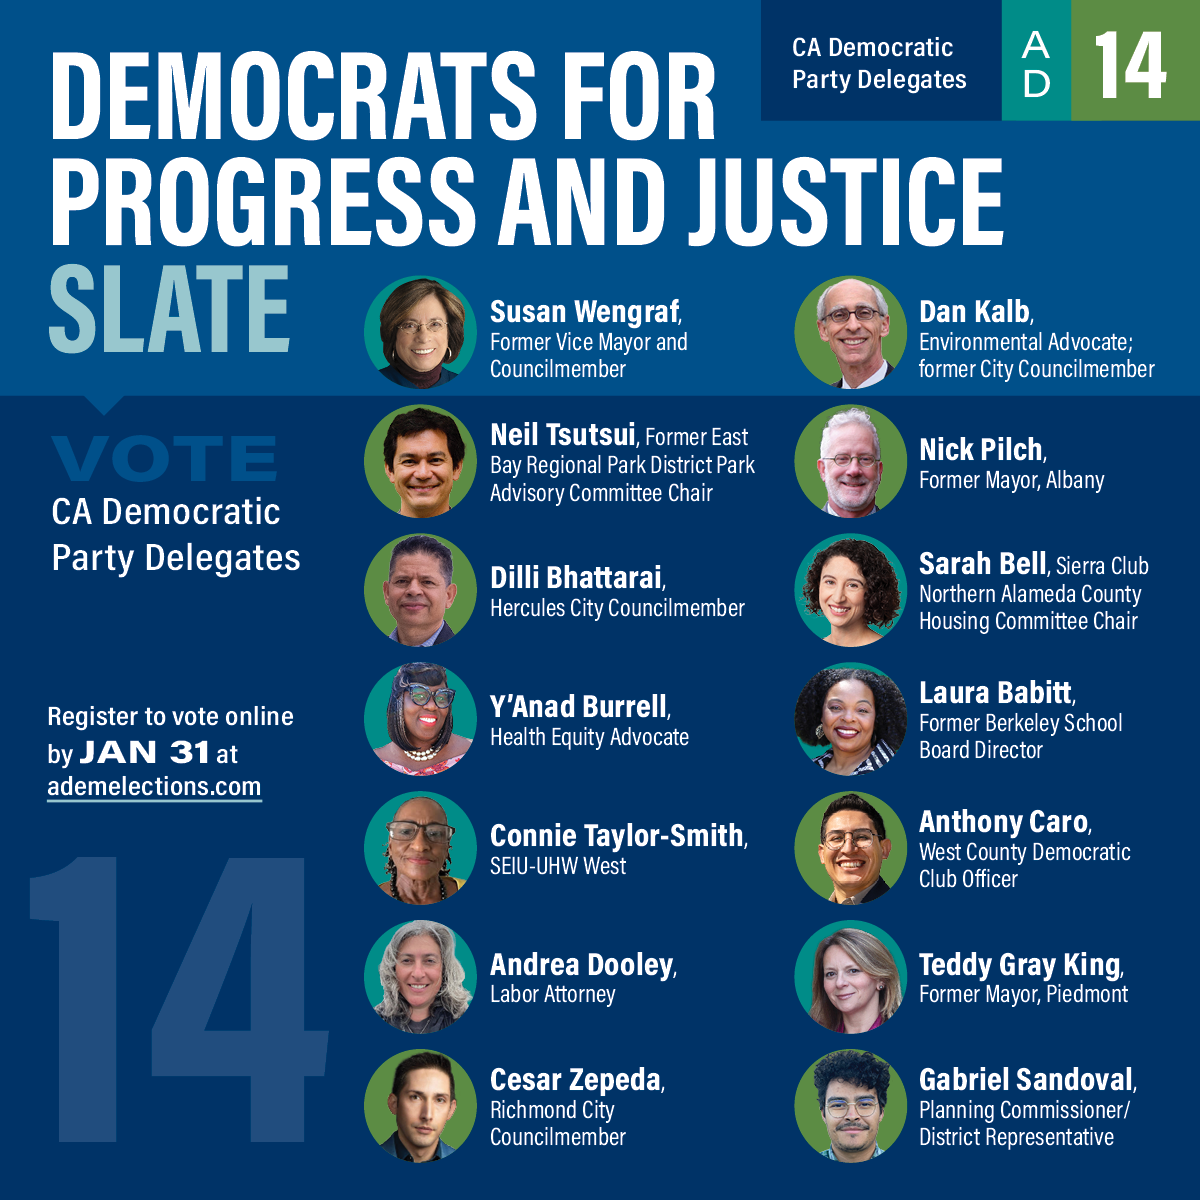 CA Democratic
Party Delegates
A
D
14
DEMOCRATS FOR
PROGRESS AND JUSTICE
SLATE
VOTE
CA Democratic
Party Delegates
Register to vote online
by JAN 31 at
ademelections.com
14
Susan Wengraf,
Former Vice Mayor and
Councilmember
Dan Kalb,
Environmental Advocate;
former City Councilmember
Neil Tsutsui, Former East
Bay Regional Park District Park
Advisory Committee Chair
Nick Pilch,
Former Mayor, Albany
Dilli Bhattarai,
Hercules City Councilmember
Sarah Bell, Sierra Club
Northern Alameda County
Housing Committee Chair
Y'Anad Burrell,
Health Equity Advocate
Laura Babitt,
Former Berkeley School
Board Director
Connie Taylor-Smith,
SEIU-UHW West
Anthony Caro,
West County Democratic
Club Officer
Andrea Dooley,
Labor Attorney
Teddy Gray King,
Former Mayor, Piedmont
Cesar Zepeda,
Richmond City
Councilmember
Gabriel Sandoval,
Planning Commissioner/
District Representative